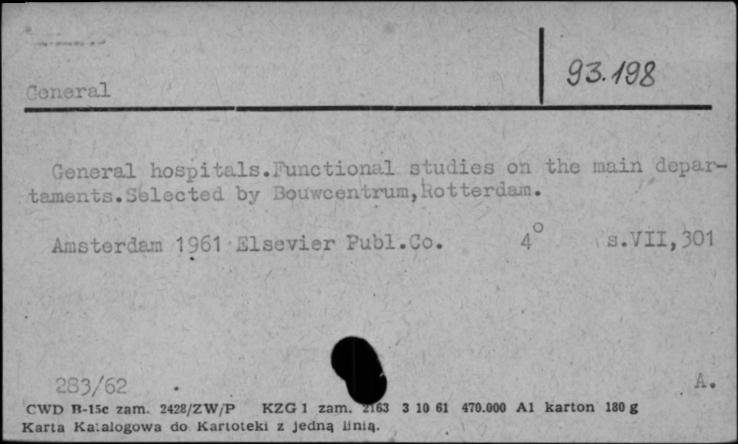 93.198
General
General hospitals.Functional studies on the main depar-
taments.Selected by Bouwcentrum,Rotterdam.
Amsterdam 1961 Elsevier Publ.Co. 4° s.VII,301
283/62 A.
CWD B-15c zam. 2428/ZW/P KZG 1 zam. 2163 3 10 61 470.000 A1 karton 180 g
Karta Katalogowa do Kartoteki z jedną linią.